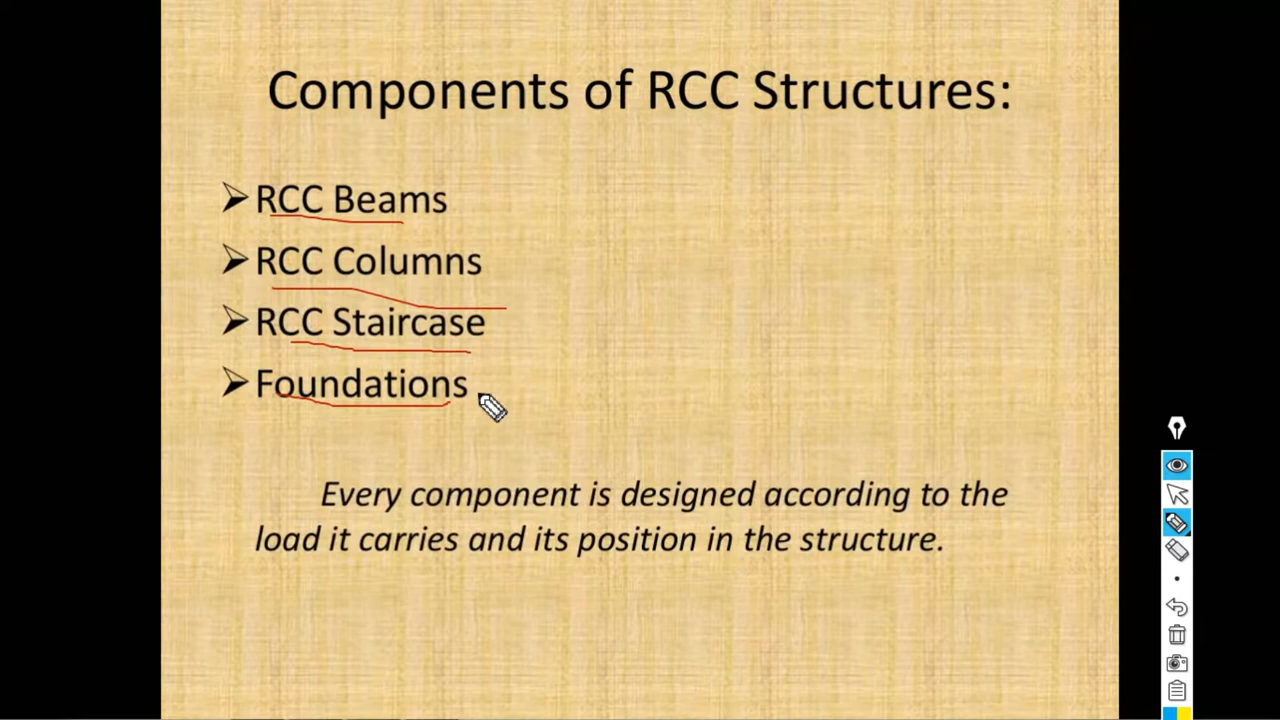 Components of RCC Structures:
RCC Beams
RCC Columns
RCC Staircase
Foundations
Every component is designed according to the
load it carries and its position in the structure.